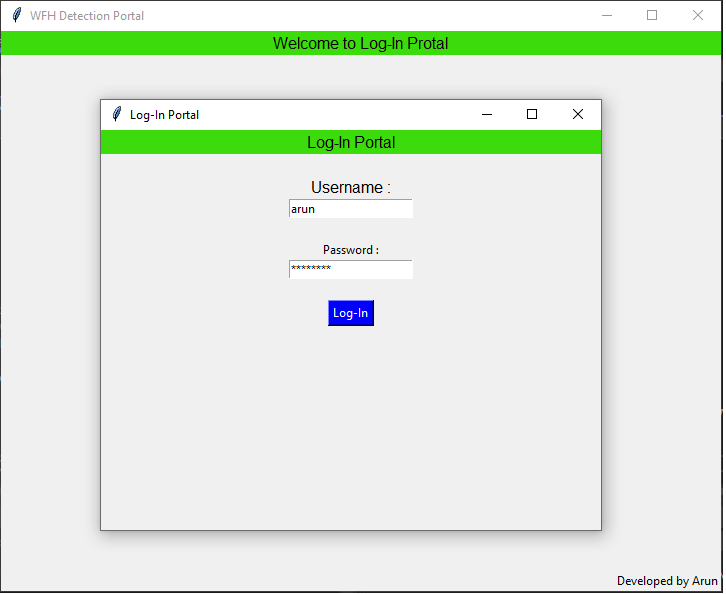 WFH Detection Portal
Welcome to Log-In Protal
Log-In Portal
Log-In Portal
Username :
arun
Password :
********
Log-In
Developed by Arun